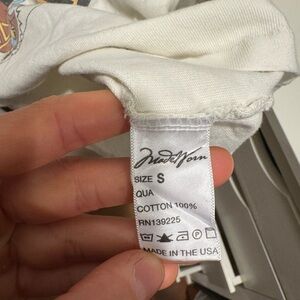 MadeWorn
SIZE S
QUA
COTTON 100%
RN139225
MADE IN THE USA